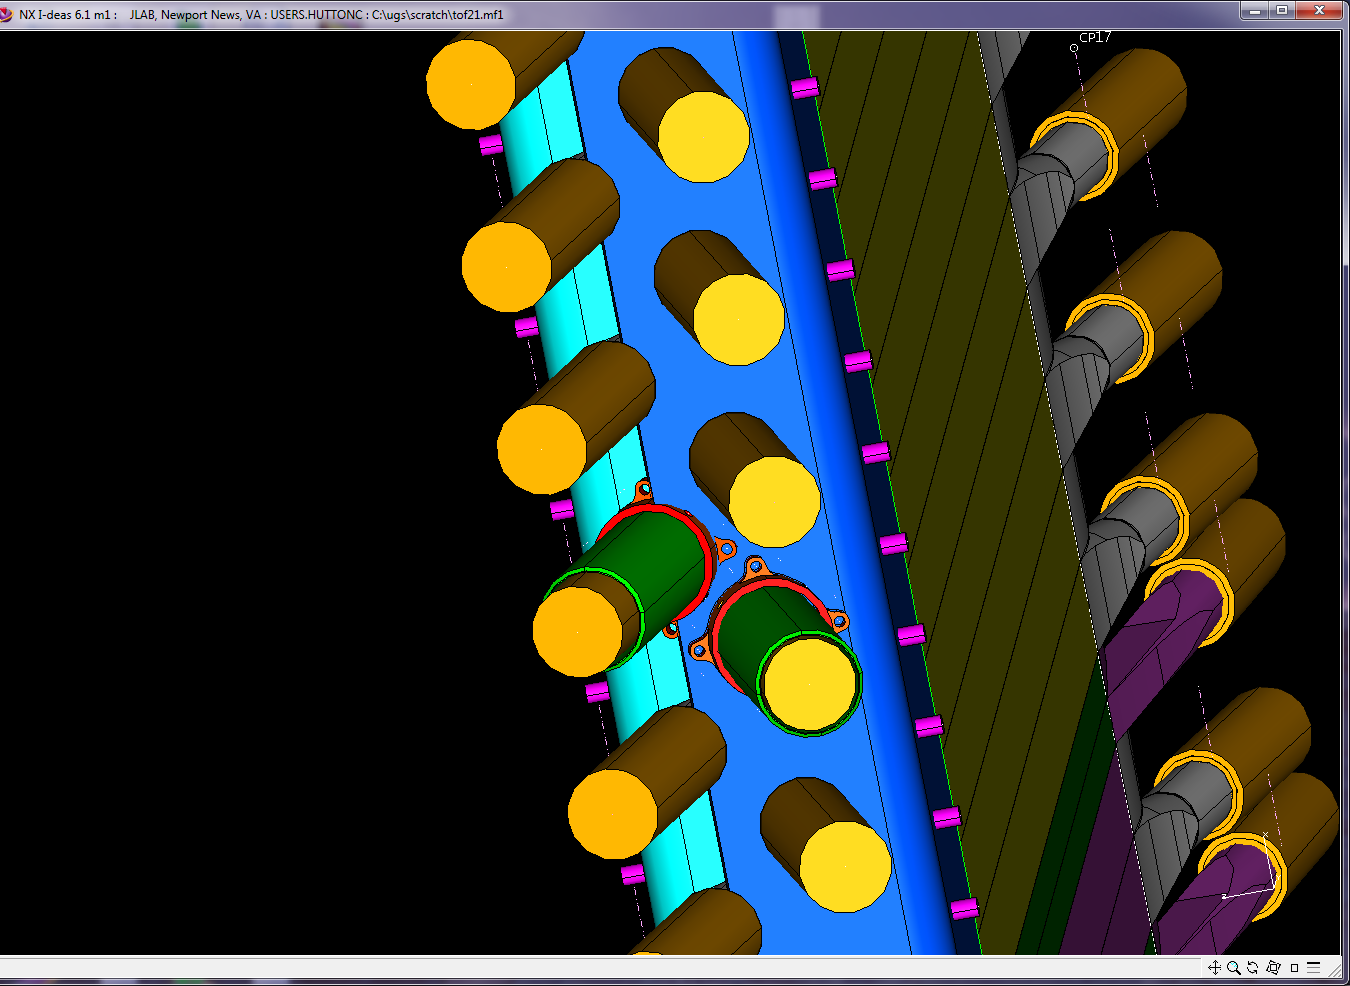 NX I-deas 6.1 m1 :    JLAB, Newport News, VA : USERS.HUTTONC : C:\ugs\scratch\tof21.mf1
CP17
X
Z